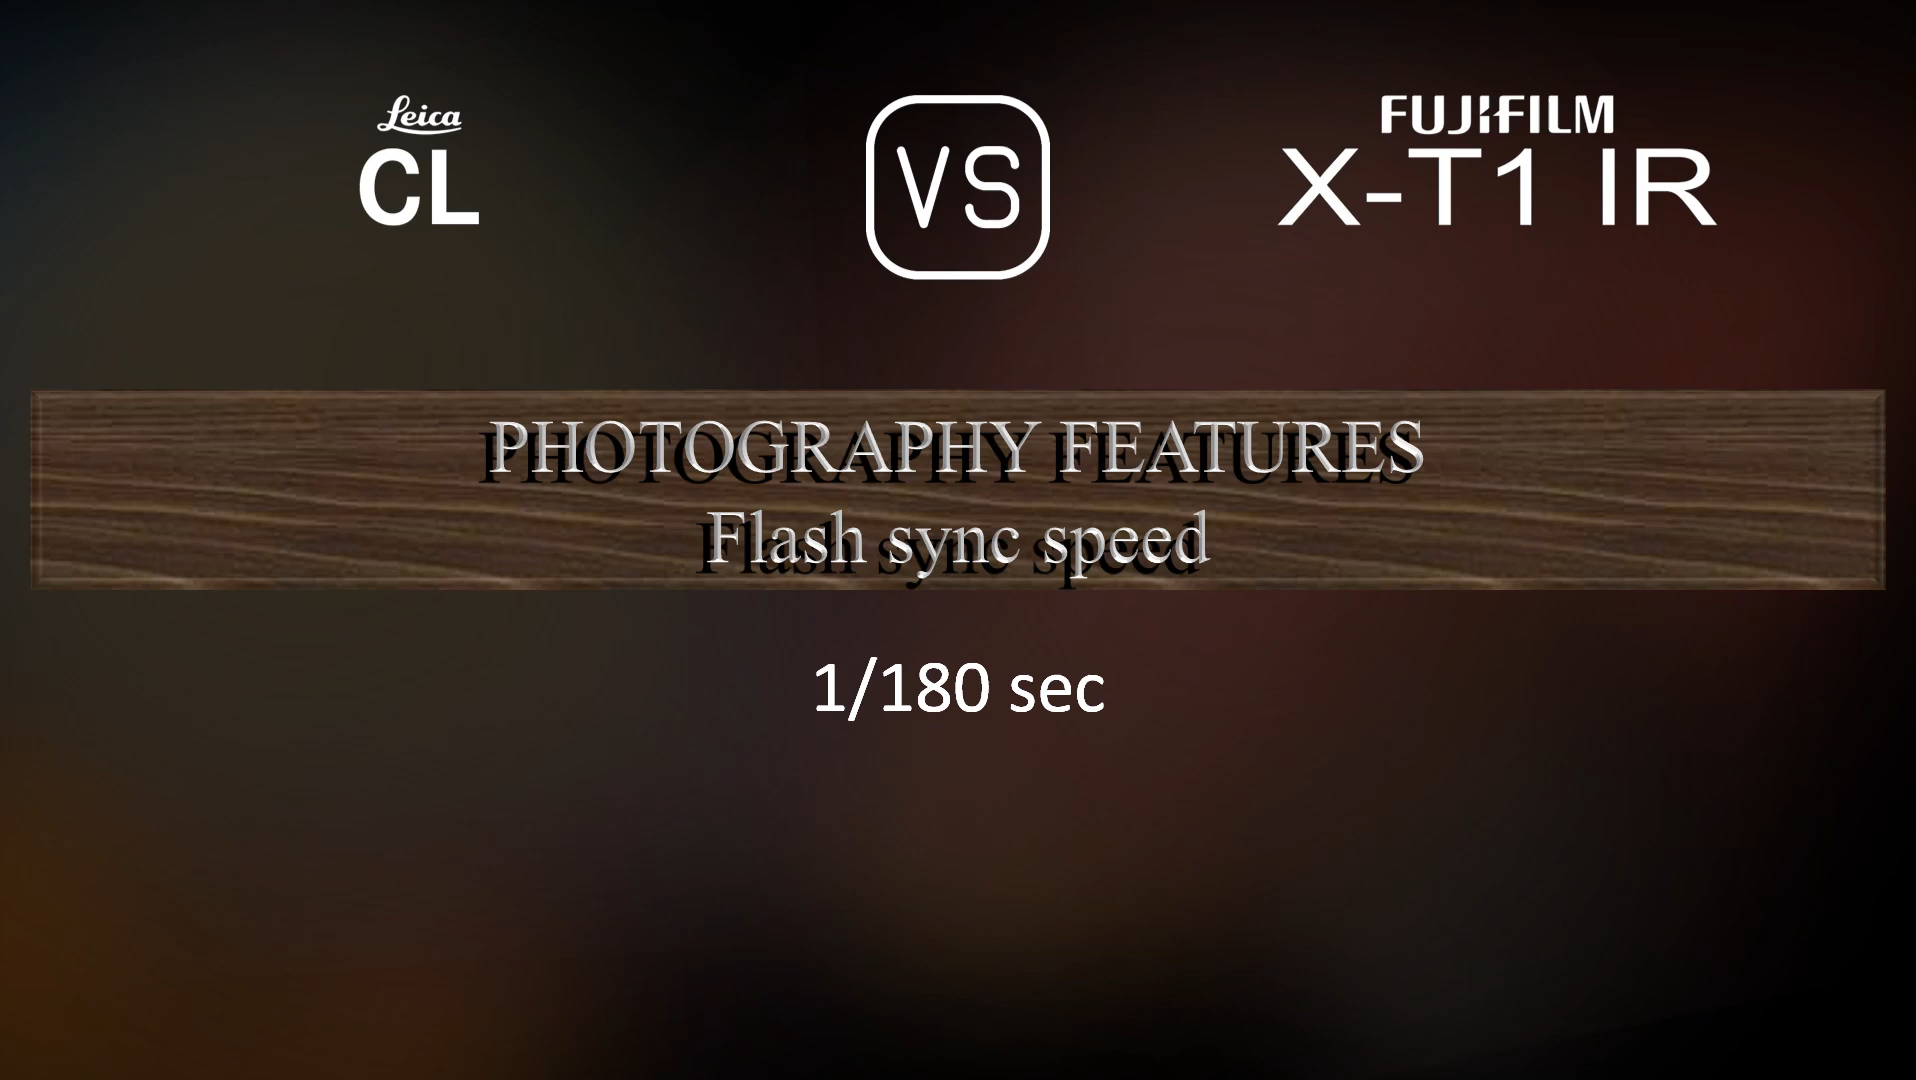 Leica
CL
VS
FUJIFILM
X-T1 IR
PHOTOGRAPHY FEATURES
Flash sync speed
1/180 sec